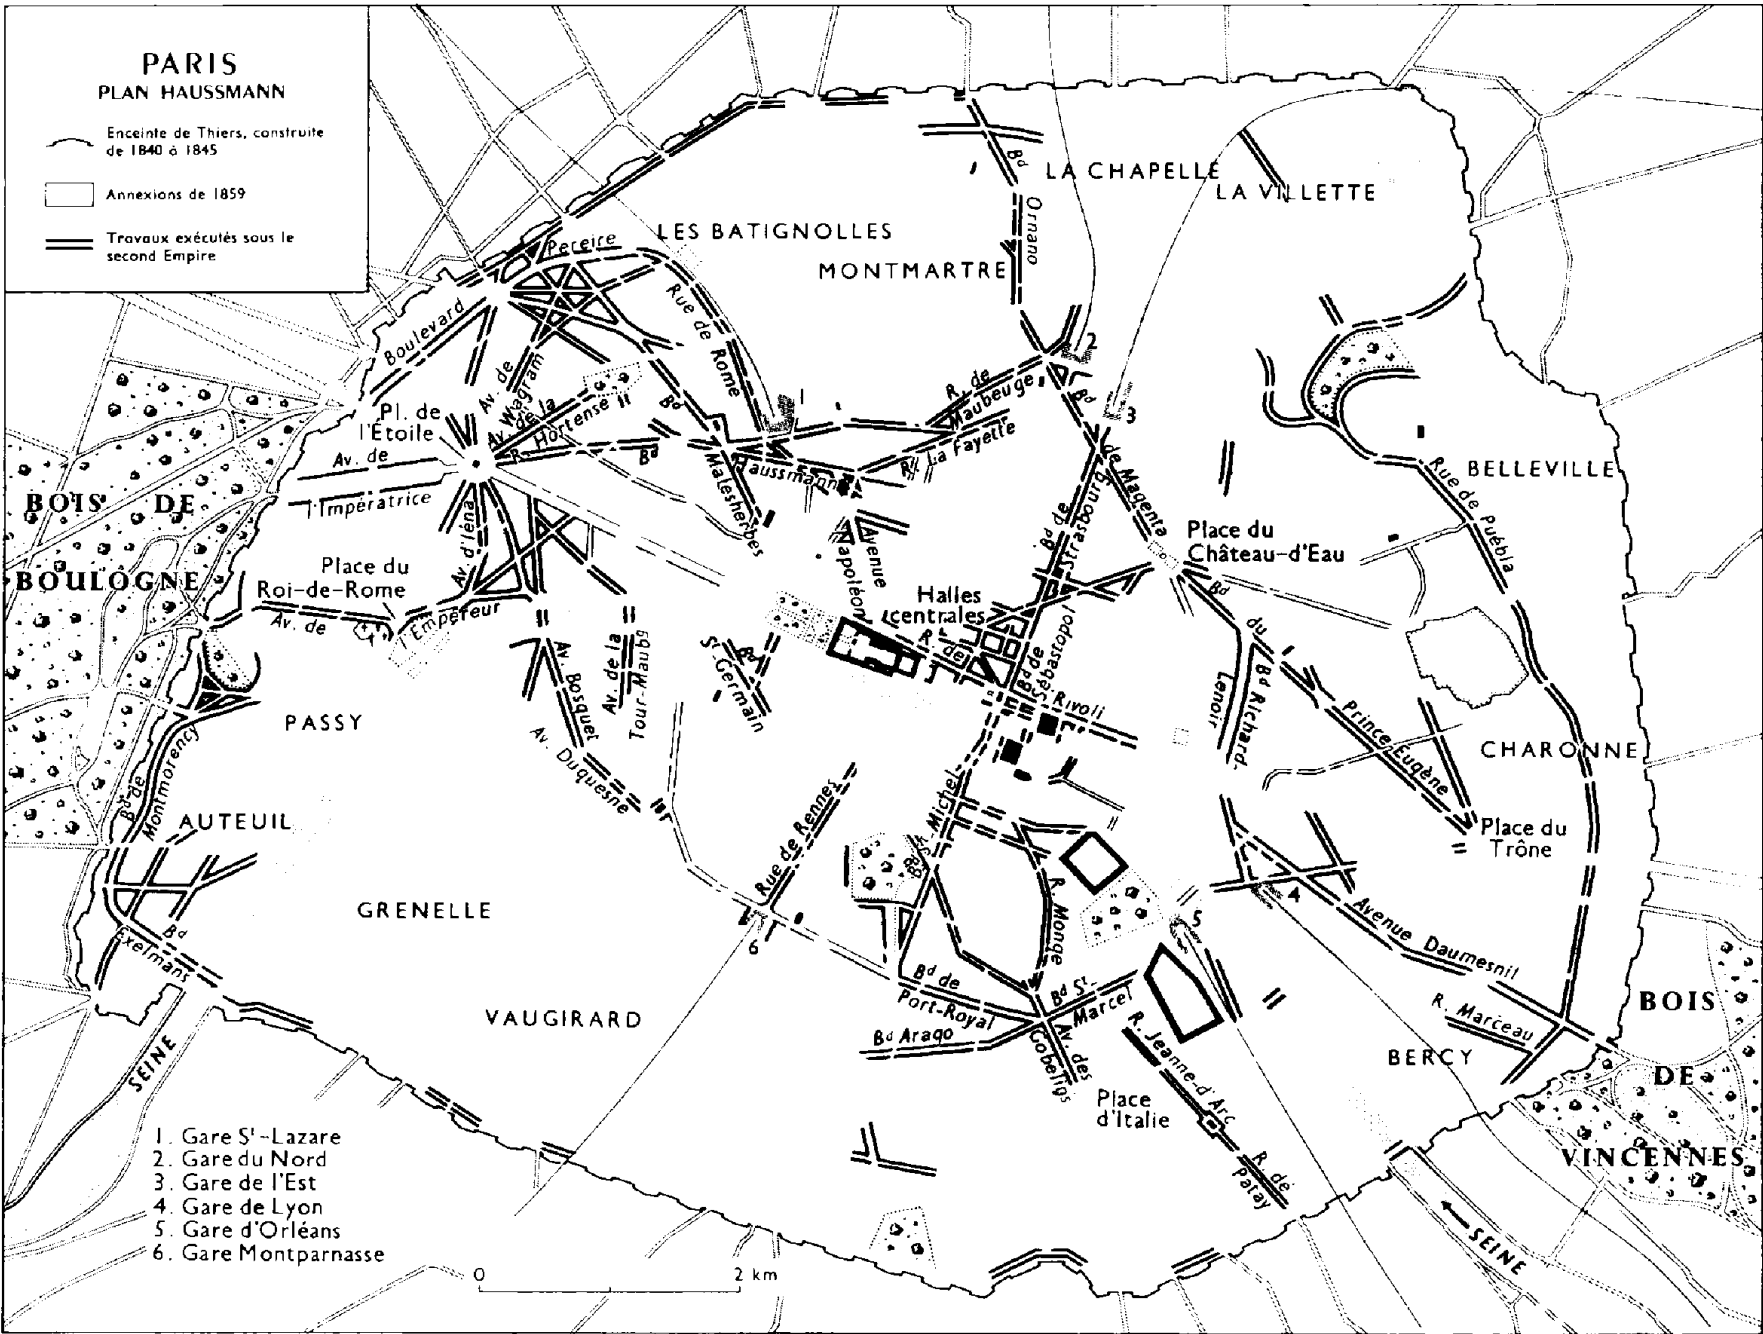 PARIS
PLAN HAUSSMANN
Enceinte de Thiers, construite
de 1840 à 1845
Annexions de 1859
Travaux exécutés sous le
second Empire
LA CHAPELLE
LA VILLETTE
LES BATIGNOLLES
MONTMARTRE
Bd
Ornano
Pereire
Boulevard
Rue de Rome
Av. de
Wagram
Av. de la
R. Hortense
Pl. de
l'Étoile
Av. de
l'Impératrice
Bd
Haussmann
Bd
Malesherbes
1
2
3
R. de
Maubeuge
R. La Fayette
Bd
de Magenta
Bd de
Strasbourg
BELLEVILLE
Rue de Puébla
BOIS DE
BOULOGNE
Place du
Roi-de-Rome
Av. d'Iéna
Av. de
l'Empereur
Avenue
Napoléon
Halles
centrales
R. de
Rivoli
Bd de
Sébastopol
Place du
Château-d'Eau
Bd
du
Prince Eugène
Bd Richard-
Lenoir
Av. Bosquet
Av. de la
Tour-Maubg
Bd
St-Germain
Av. Duquesne
PASSY
Bd de
Montmorency
AUTEUIL
CHARONNE
Place du
Trône
GRENELLE
Rue de Rennes
Bd St-Michel
R. Monge
4
5
6
Avenue Daumesnil
Bd
Exelmans
Bd de
Port-Royal
Bd St-
Marcel
Bd Arago
Av. des
Gobelins
R. Jeanne-d'Arc
R. Marceau
VAUGIRARD
BERCY
BOIS
DE
VINCENNES
SEINE
Place
d'Italie
R. de
Patay
SEINE
1. Gare St-Lazare
2. Gare du Nord
3. Gare de l'Est
4. Gare de Lyon
5. Gare d'Orléans
6. Gare Montparnasse
0 2 km